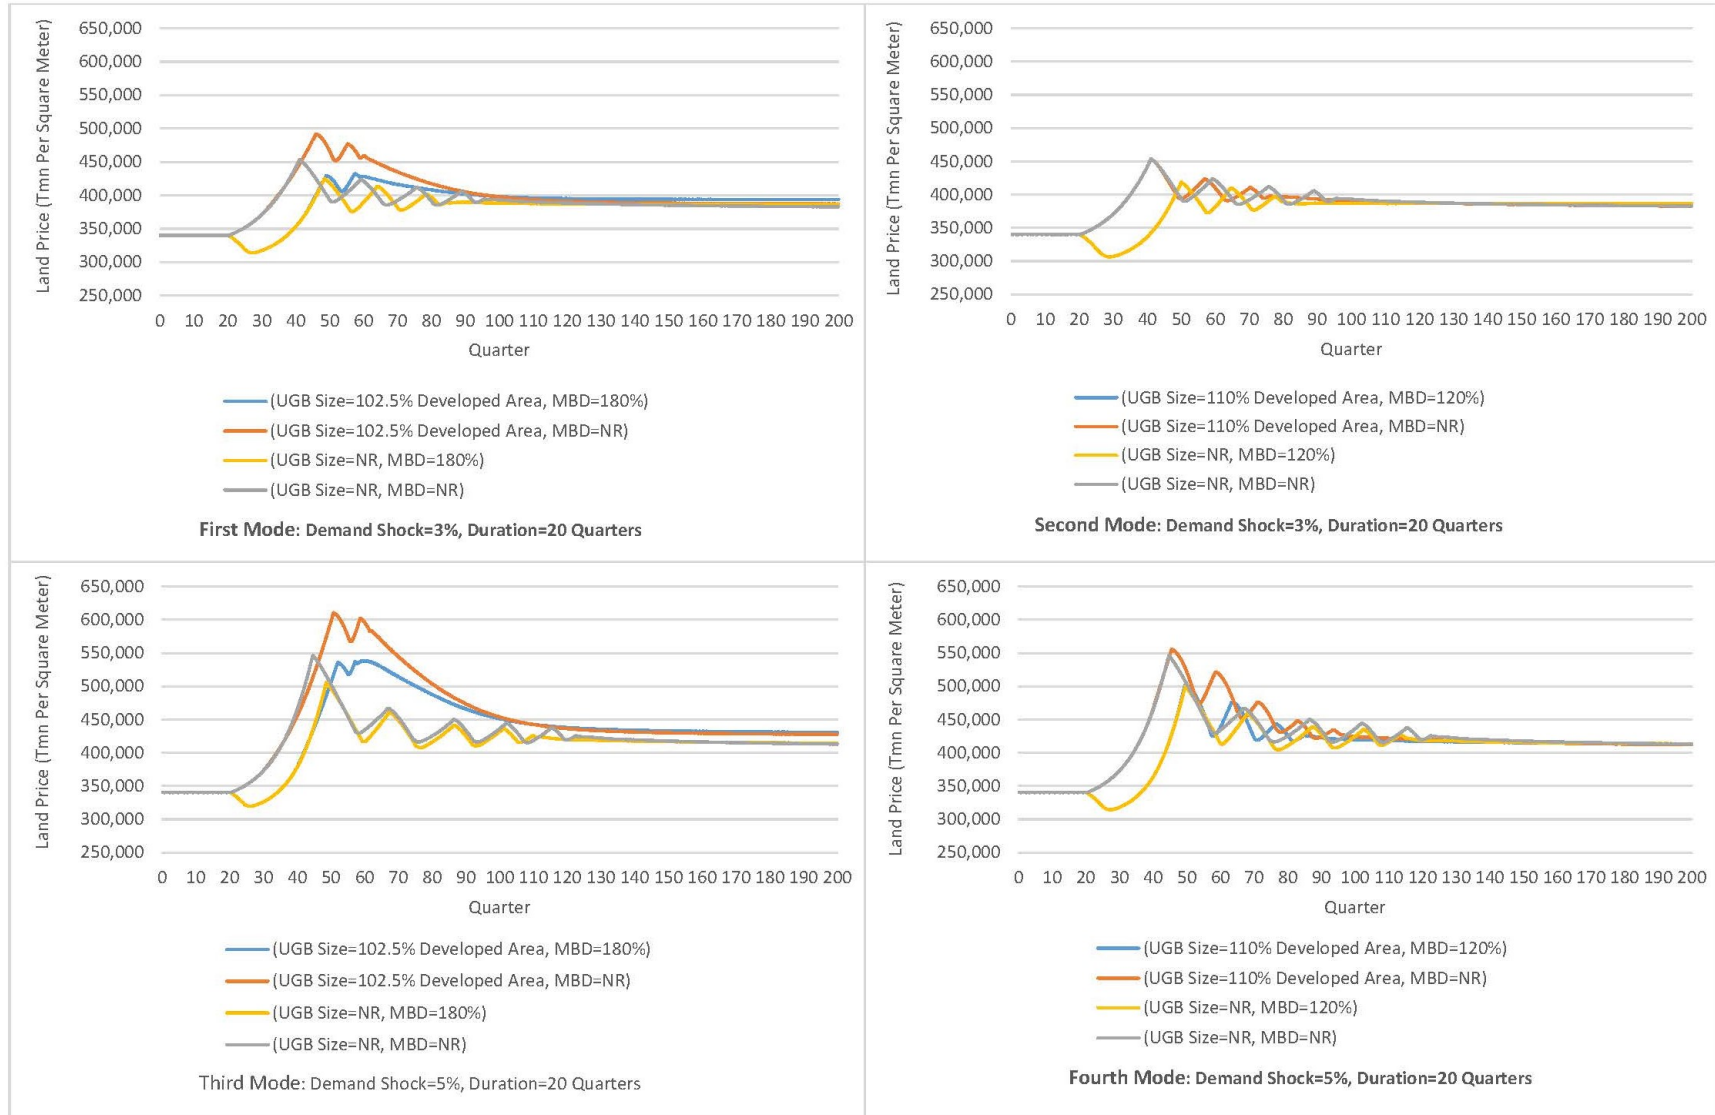 Land Price (Tmn Per Square Meter)
650,000
600,000
550,000
500,000
450,000
400,000
350,000
300,000
250,000
0 10 20 30 40 50 60 70 80 90 100 110 120 130 140 150 160 170 180 190 200
Quarter
(UGB Size=102.5% Developed Area, MBD=180%)
(UGB Size=102.5% Developed Area, MBD=NR)
(UGB Size=NR, MBD=180%)
(UGB Size=NR, MBD=NR)
First Mode: Demand Shock=3%, Duration=20 Quarters
Land Price (Tmn Per Square Meter)
650,000
600,000
550,000
500,000
450,000
400,000
350,000
300,000
250,000
0 10 20 30 40 50 60 70 80 90 100 110 120 130 140 150 160 170 180 190 200
Quarter
(UGB Size=110% Developed Area, MBD=120%)
(UGB Size=110% Developed Area, MBD=NR)
(UGB Size=NR, MBD=120%)
(UGB Size=NR, MBD=NR)
Second Mode: Demand Shock=3%, Duration=20 Quarters
Land Price (Tmn Per Square Meter)
650,000
600,000
550,000
500,000
450,000
400,000
350,000
300,000
250,000
0 10 20 30 40 50 60 70 80 90 100 110 120 130 140 150 160 170 180 190 200
Quarter
(UGB Size=102.5% Developed Area, MBD=180%)
(UGB Size=102.5% Developed Area, MBD=NR)
(UGB Size=NR, MBD=180%)
(UGB Size=NR, MBD=NR)
Third Mode: Demand Shock=5%, Duration=20 Quarters
Land Price (Tmn Per Square Meter)
650,000
600,000
550,000
500,000
450,000
400,000
350,000
300,000
250,000
0 10 20 30 40 50 60 70 80 90 100 110 120 130 140 150 160 170 180 190 200
Quarter
(UGB Size=110% Developed Area, MBD=120%)
(UGB Size=110% Developed Area, MBD=NR)
(UGB Size=NR, MBD=120%)
(UGB Size=NR, MBD=NR)
Fourth Mode: Demand Shock=5%, Duration=20 Quarters